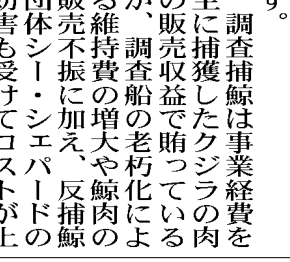 す。
調査捕鯨は事業経費を
主に捕獲したクジラの肉
の販売収益で賄っている
が、調査船の老朽化によ
る維持費の増大や鯨肉の
販売不振に加え、反捕鯨
団体シー・シェパードの
妨害も受けてコストが上